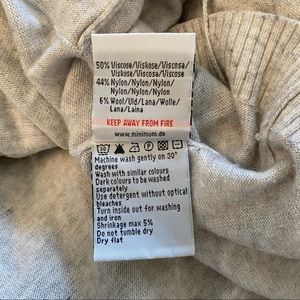 50% Viscose/Viskose/Viscosa/
Viskose/Viscosa/Viscose
44% Nylon/Nylon/Nylon/
Nylon/Nylon/Nylon
6% Wool/Uld/Lana/Wolle/
Lana/Laina
KEEP AWAY FROM FIRE
www.minimum.dk
30
Machine wash gently on 30°
degrees
Wash with similar colours
Dark colours to be washed
separately
Use detergent without optical
bleaches
Turn inside out for washing
and iron
Shrinkage max 5%
Do not tumble dry
Dry flat